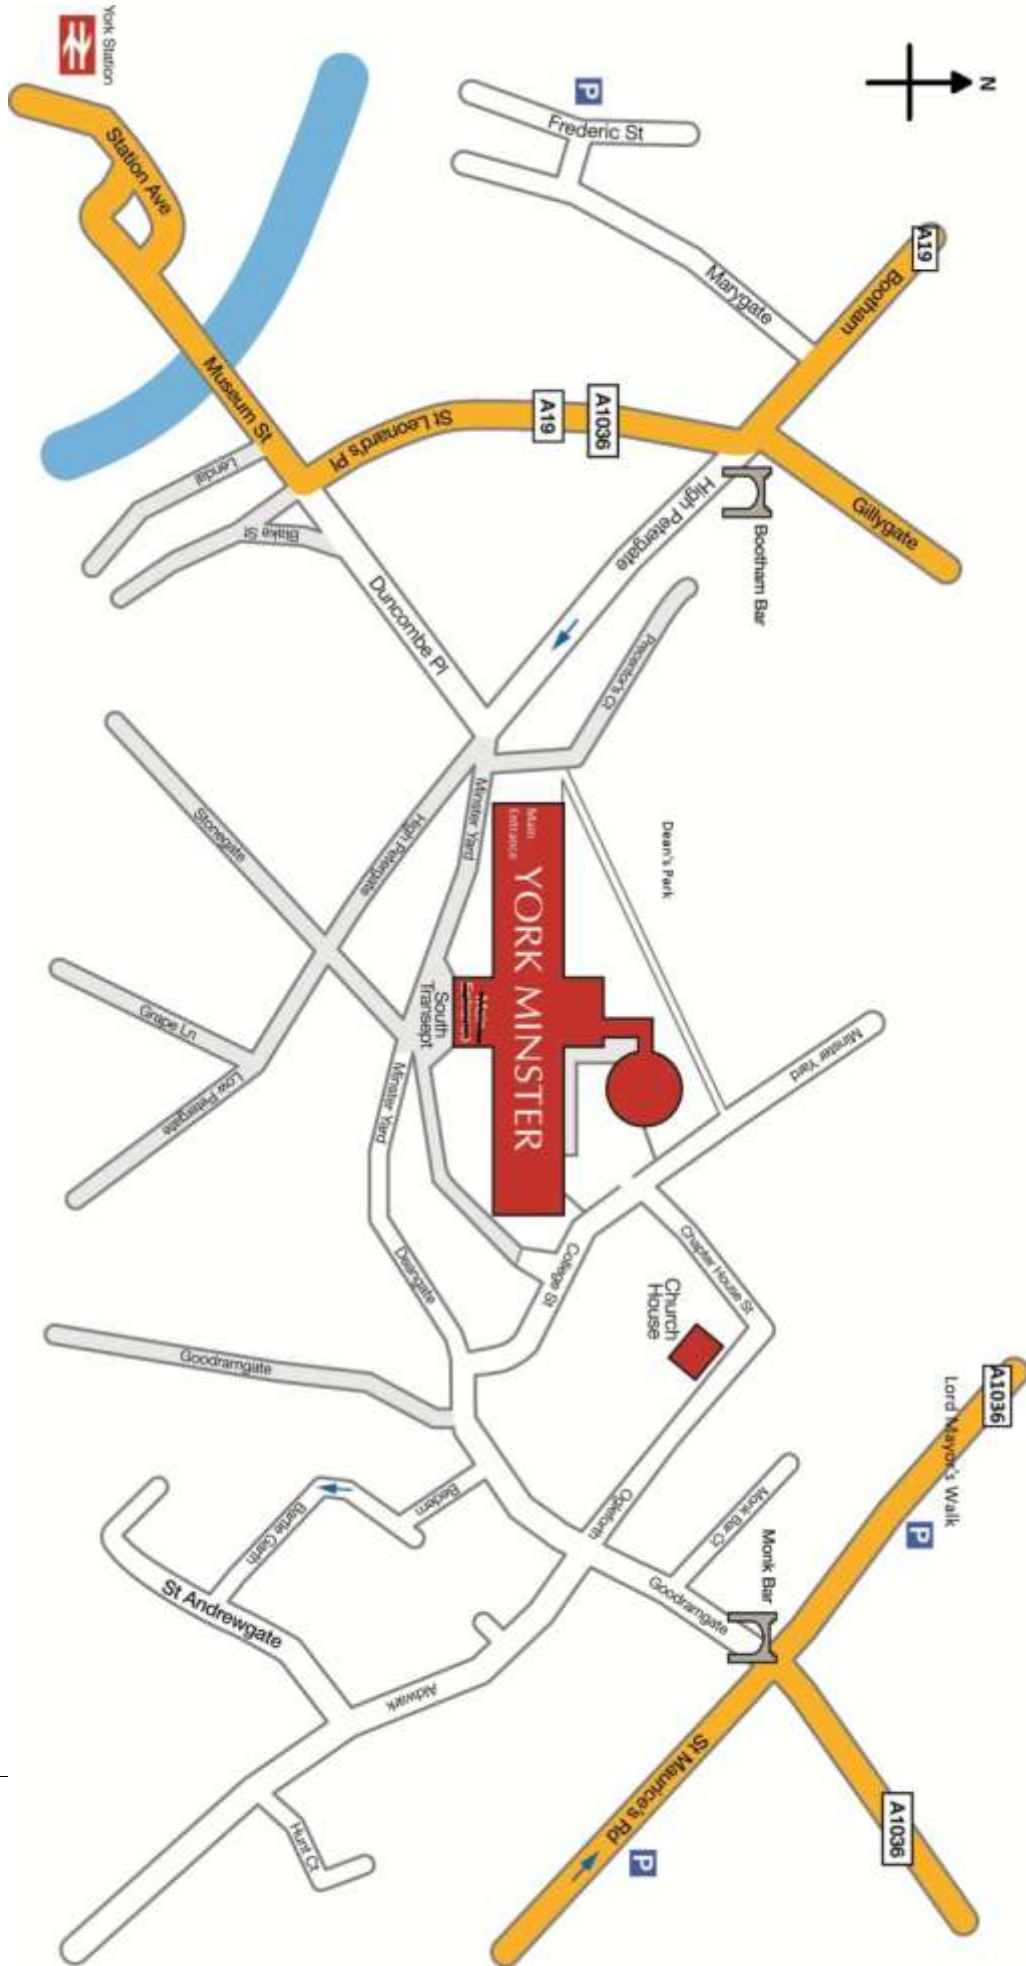 York Station
N
P
Frederic St
Station Ave
A19
Bootham
Marygate
Museum St
St Leonard's Pl
A19
A1036
Gillygate
Lendal
Blake St
High Petergate
Bootham Bar
Duncombe Pl
Precentor's Ct
Minster Yard
Main
Entrance
YORK MINSTER
Dean's Park
Stonegate
High Petergate
South
Transept
Grape Ln
Low Petergate
Minster Yard
Minster Yard
Deangate
College St
Chapter House St
Church
House
Goodramgate
A1036
Lord Mayor's Walk
P
Bedern
Bartle Garth
Ogleforth
Monk Bar Ct
Monk Bar
Goodramgate
St Andrewgate
Aldwark
St Maurice's Rd
A1036
P
Hunt Ct